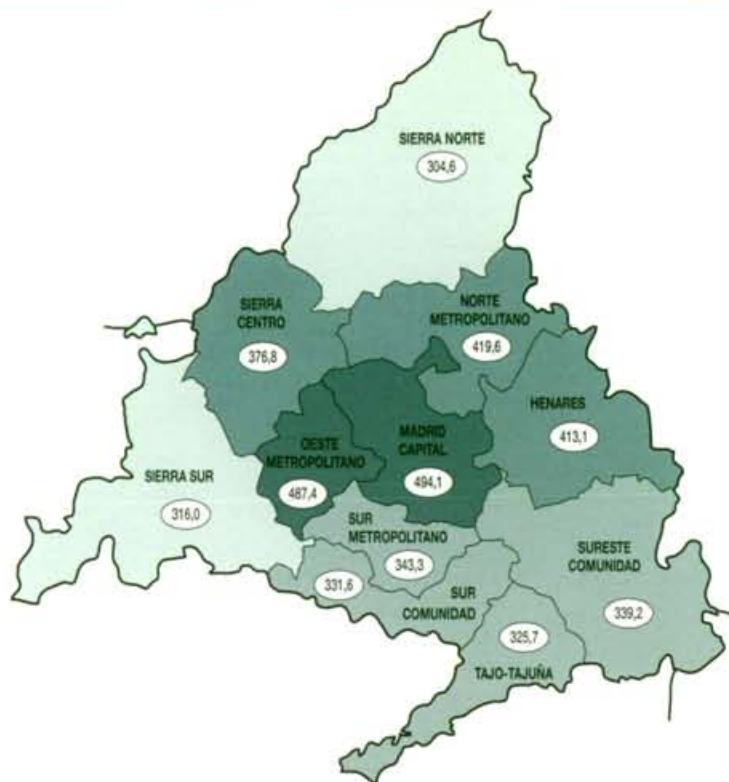 SIERRA NORTE
304,6
SIERRA
CENTRO
376,8
NORTE
METROPOLITANO
419,6
HENARES
413,1
OESTE
METROPOLITANO
487,4
MADRID
CAPITAL
494,1
SIERRA SUR
316,0
SUR
METROPOLITANO
343,3
SURESTE
COMUNIDAD
339,2
331,6
SUR
COMUNIDAD
325,7
TAJO-TAJUÑA